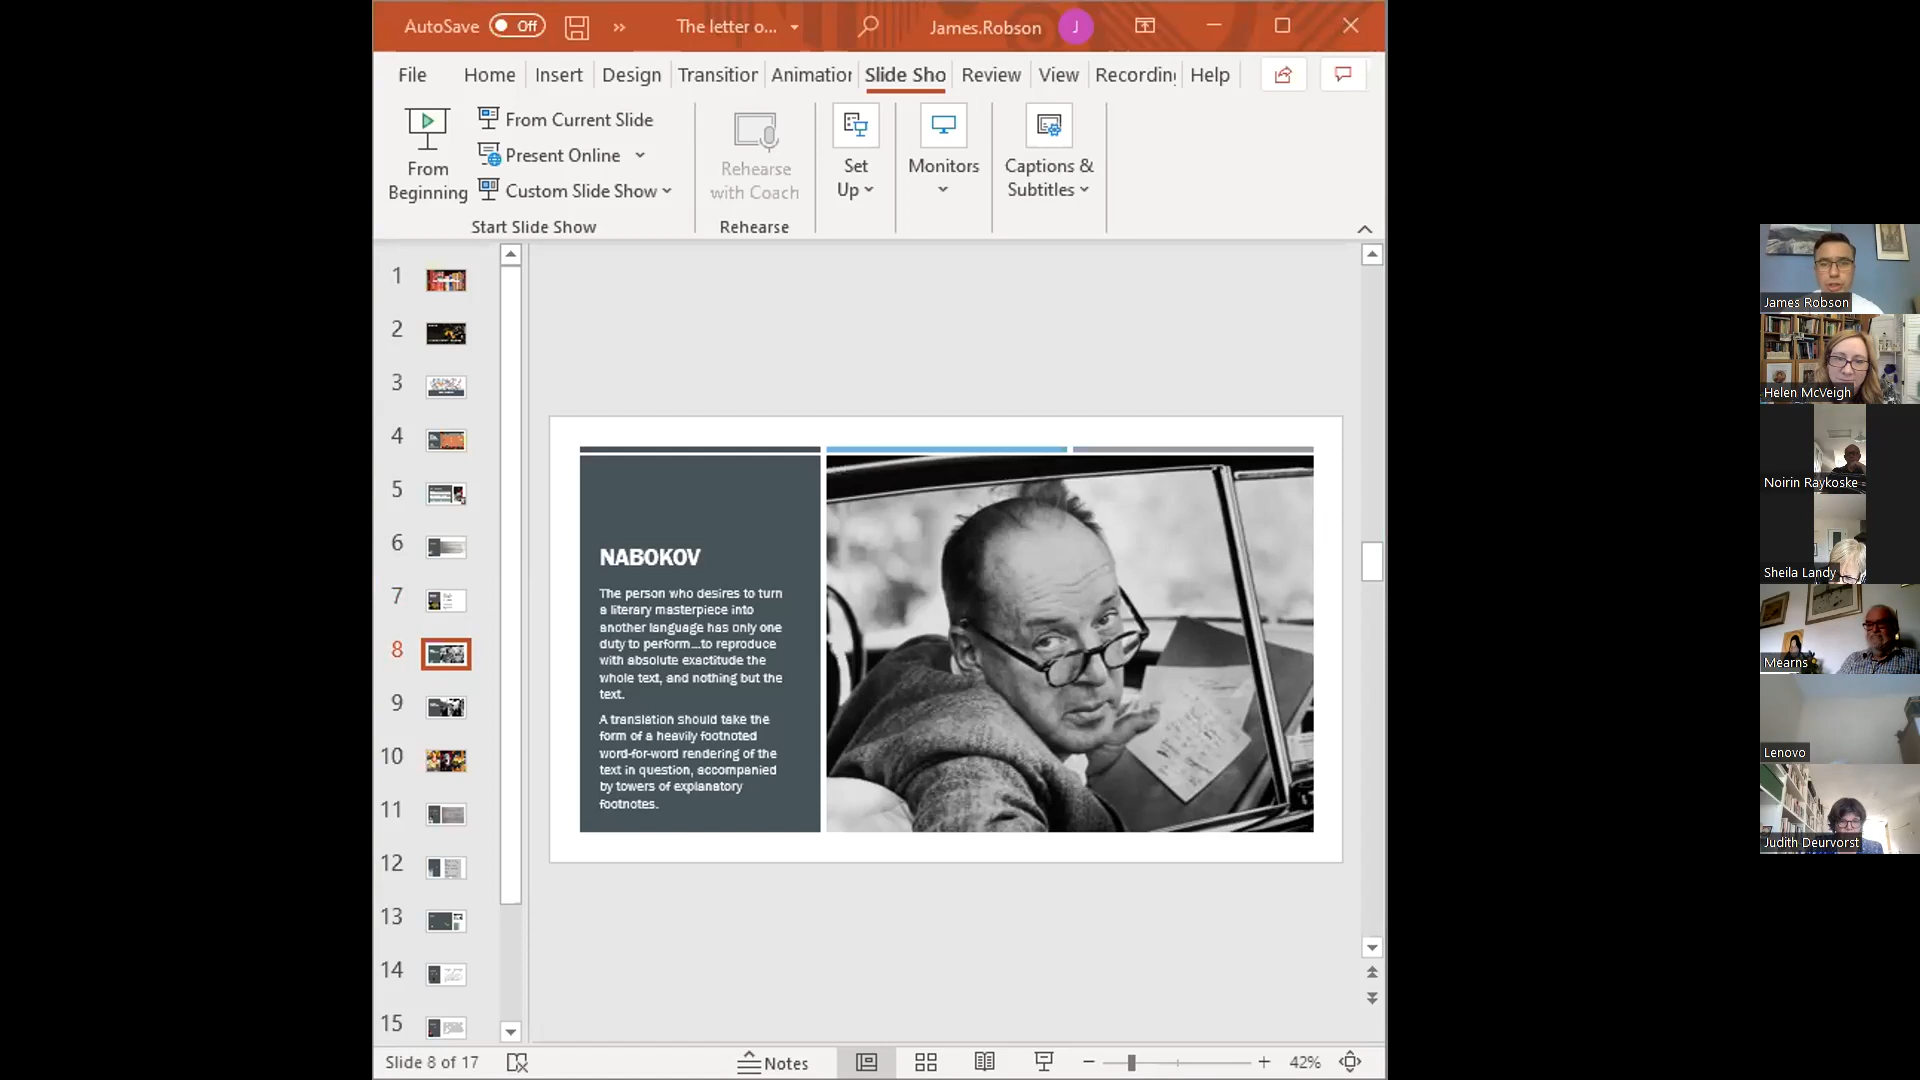 AutoSave Off » The letter o... James.Robson J
File Home Insert Design Transition Animation Slide Sho Review View Recording Help
From Beginning
From Current Slide
Present Online
Custom Slide Show
Start Slide Show
Rehearse
with Coach
Rehearse
Set
Up
Monitors
Captions &
Subtitles
1
2
3
4
5
6
7
8
9
10
11
12
13
14
15
NABOKOV
The person who desires to turn
a literary masterpiece into
another language has only one
duty to perform...to reproduce
with absolute exactitude the
whole text, and nothing but the
text.
A translation should take the
form of a heavily footnoted
word-for-word rendering of the
text in question, accompanied
by towers of explanatory
footnotes.
Slide 8 of 17 Notes 42%
James Robson
Helen McVeigh
Noirin Raykoske
Sheila Landy
Mearns
Lenovo
Judith Deurvorst